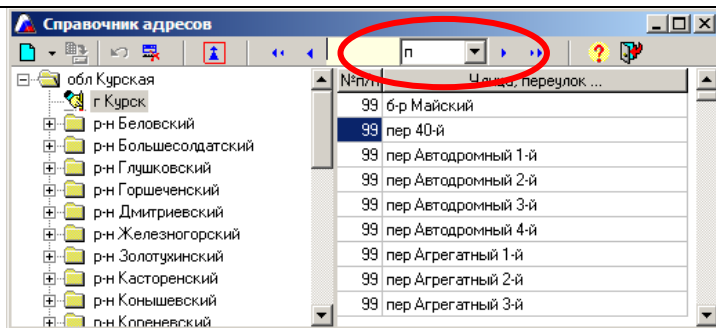 Справочник адресов
п
обл Курская
г Курск
р-н Беловский
р-н Большесолдатский
р-н Глушковский
р-н Горшеченский
р-н Дмитриевский
р-н Железногорский
р-н Золотухинский
р-н Касторенский
р-н Конышевский
р-н Кореневский
№п/п Улица, переулок ...
99 б-р Майский
99 пер 40-й
99 пер Автодромный 1-й
99 пер Автодромный 2-й
99 пер Автодромный 3-й
99 пер Автодромный 4-й
99 пер Агрегатный 1-й
99 пер Агрегатный 2-й
99 пер Агрегатный 3-й